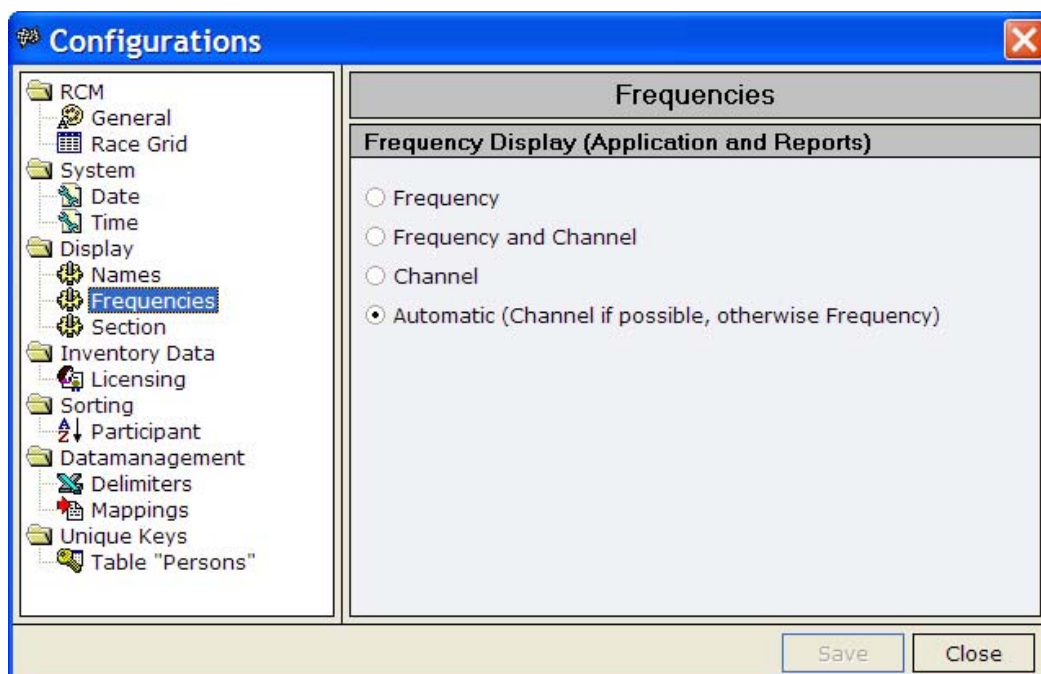 Configurations
RCM
General
Race Grid
System
Date
Time
Display
Names
Frequencies
Section
Inventory Data
Licensing
Sorting
Participant
Datamanagement
Delimiters
Mappings
Unique Keys
Table "Persons"
Frequencies
Frequency Display (Application and Reports)
Frequency
Frequency and Channel
Channel
Automatic (Channel if possible, otherwise Frequency)
Save
Close